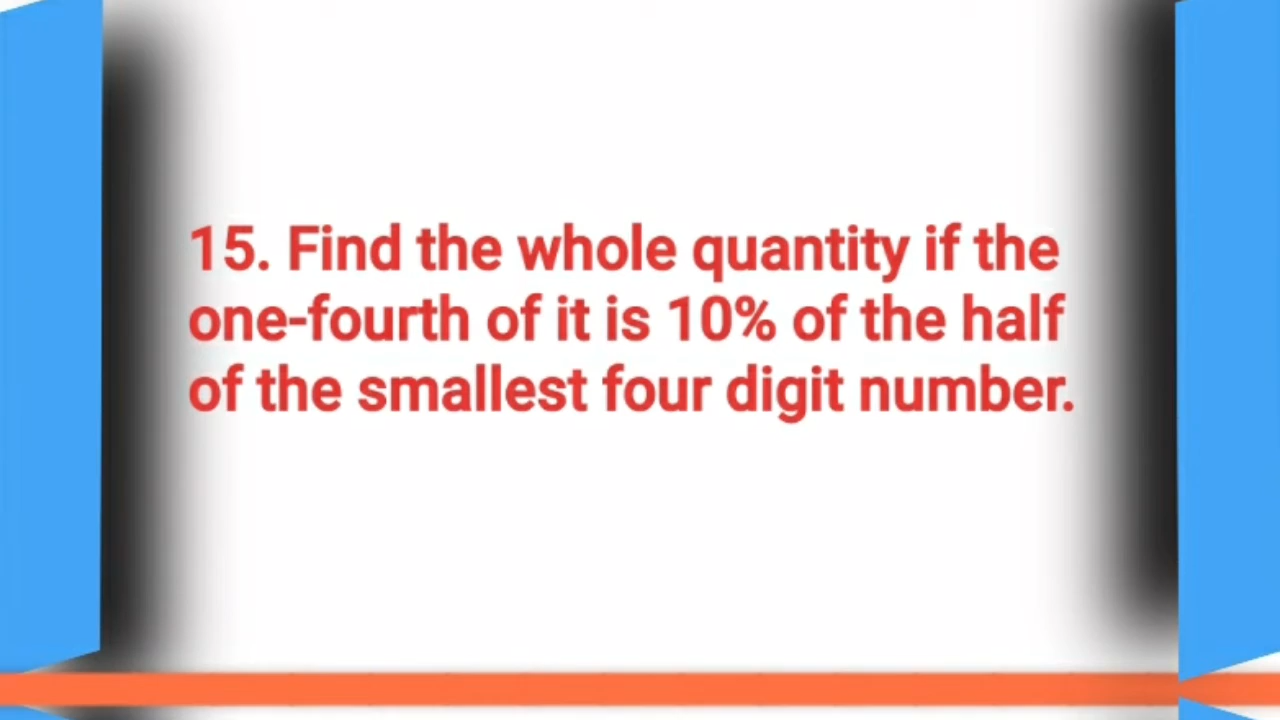 15. Find the whole quantity if the
one-fourth of it is 10% of the half
of the smallest four digit number.